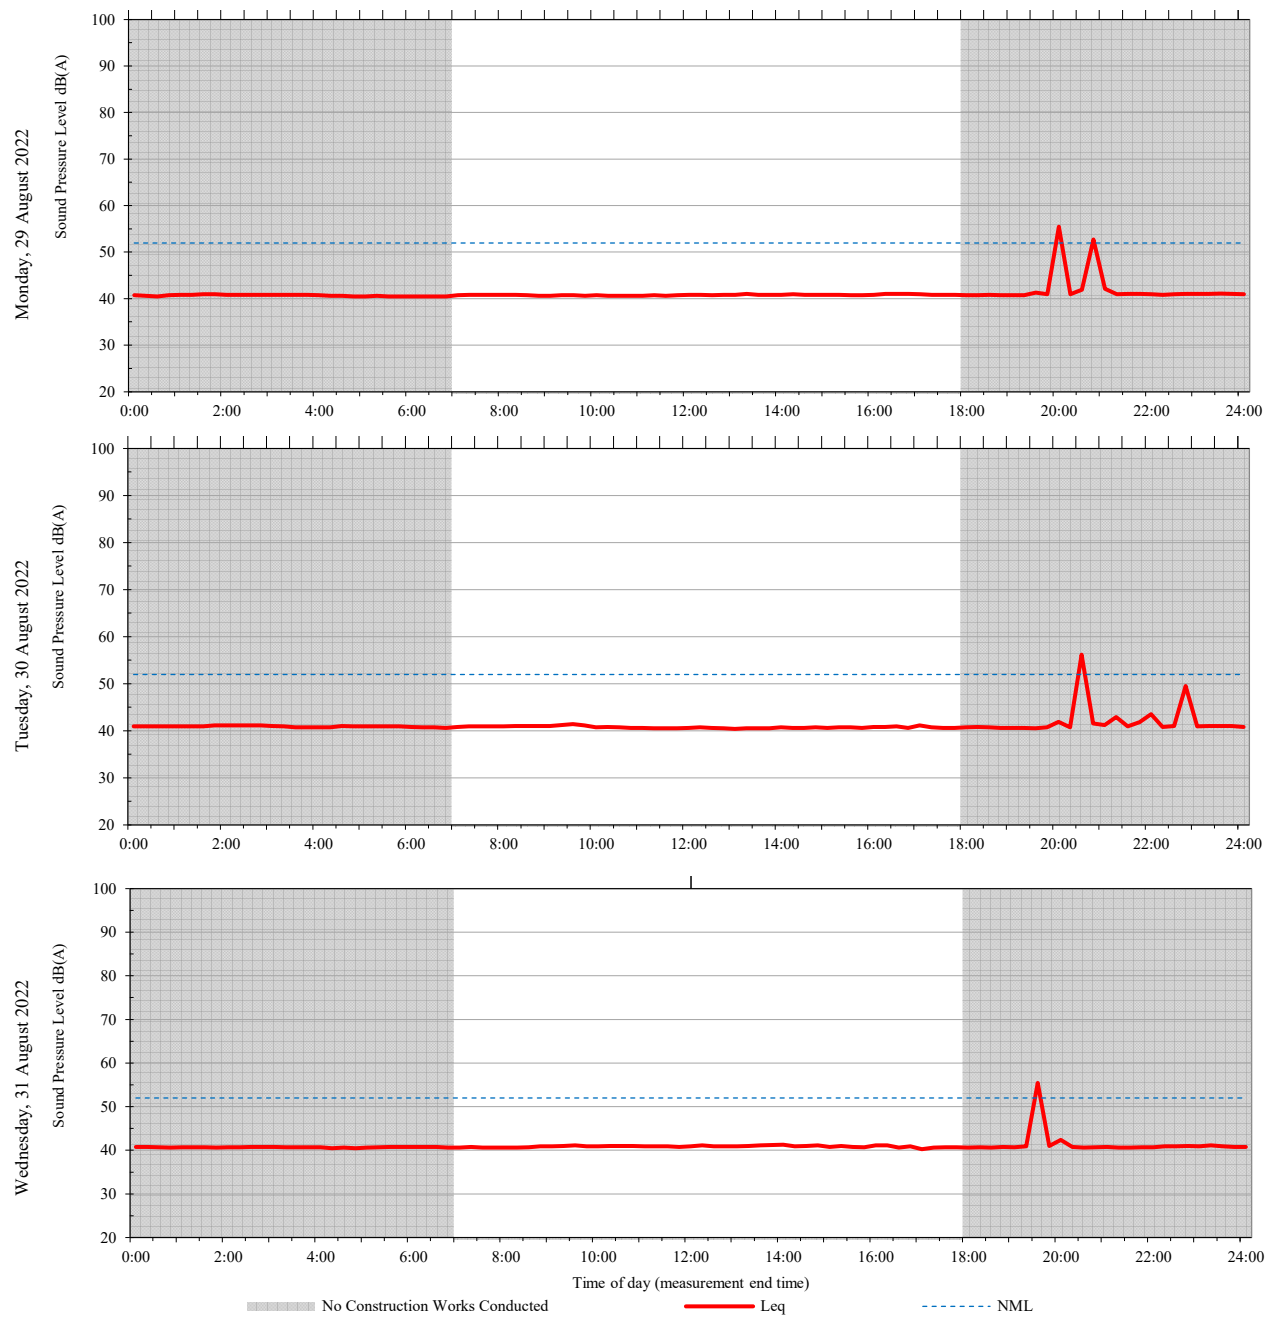 Monday, 29 August 2022
Sound Pressure Level dB(A)
100
90
80
70
60
50
40
30
20
0:00 2:00 4:00 6:00 8:00 10:00 12:00 14:00 16:00 18:00 20:00 22:00 24:00
Tuesday, 30 August 2022
Sound Pressure Level dB(A)
100
90
80
70
60
50
40
30
20
0:00 2:00 4:00 6:00 8:00 10:00 12:00 14:00 16:00 18:00 20:00 22:00 24:00
Wednesday, 31 August 2022
Sound Pressure Level dB(A)
100
90
80
70
60
50
40
30
20
0:00 2:00 4:00 6:00 8:00 10:00 12:00 14:00 16:00 18:00 20:00 22:00 24:00
Time of day (measurement end time)
No Construction Works Conducted Leq NML